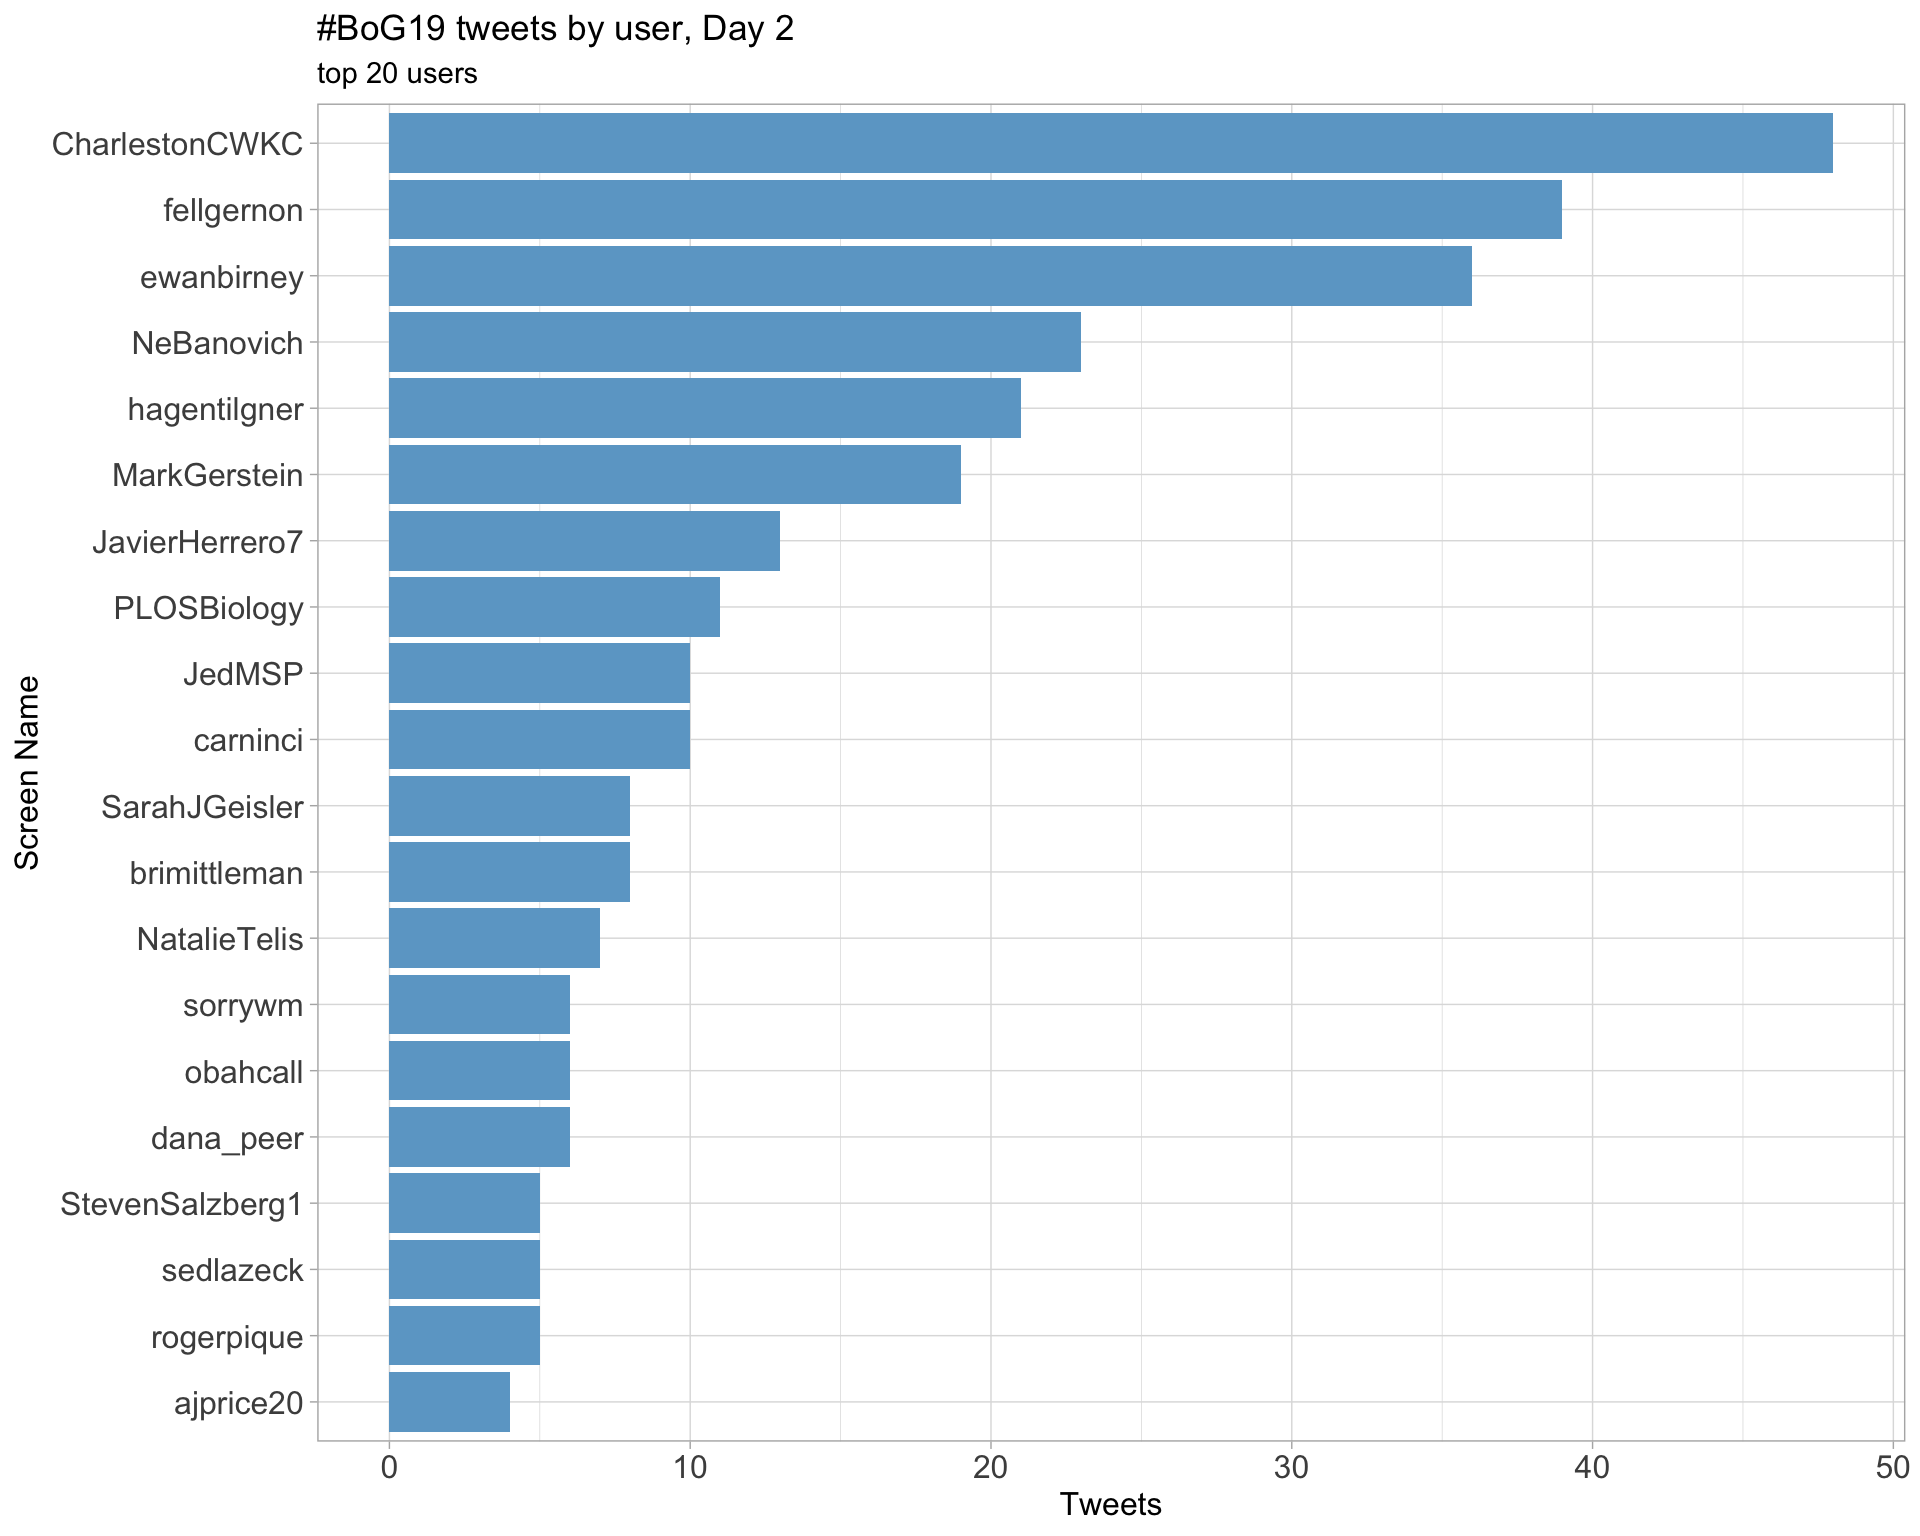 #BoG19 tweets by user, Day 2
top 20 users
Screen Name
CharlestonCWKC
fellgernon
ewanbirney
NeBanovich
hagentilgner
MarkGerstein
JavierHerrero7
PLOSBiology
JedMSP
carninci
SarahJGeisler
brimittleman
NatalieTelis
sorrywm
obahcall
dana_peer
StevenSalzberg1
sedlazeck
rogerpique
ajprice20
0 10 20 30 40 50
Tweets